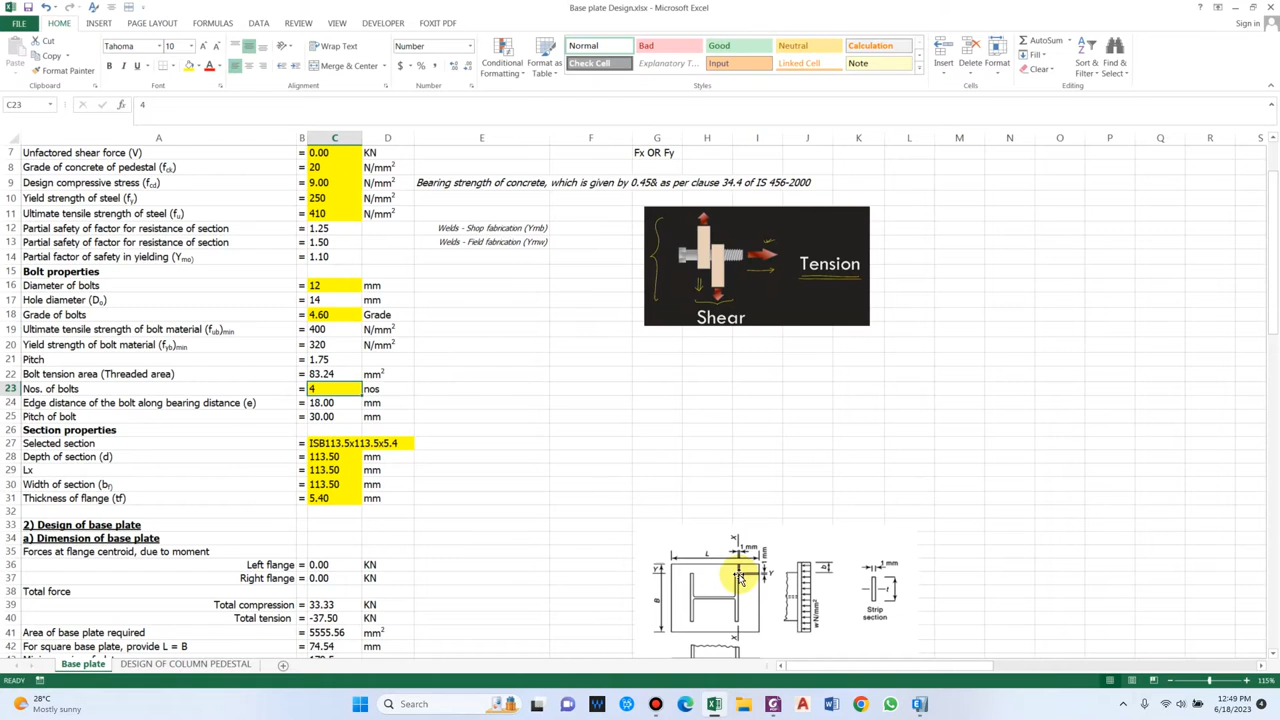 Base plate Design.xlsx - Microsoft Excel
Sign in
FILE HOME INSERT PAGE LAYOUT FORMULAS DATA REVIEW VIEW DEVELOPER FOXIT PDF
Cut
Copy
Format Painter
Paste
Clipboard
Tahoma 10
B I U
Font
Wrap Text
Merge & Center
Alignment
Number
$ % ,
Number
Conditional Formatting
Format as Table
Normal Bad Good Neutral Calculation
Check Cell Explanatory T... Input Linked Cell Note
Styles
Insert Delete Format
Cells
AutoSum
Fill
Clear
Sort & Filter
Find & Select
Editing
C23 fx 4
A B C D E F G H I J K L M N O P Q R S
7 Unfactored shear force (V) = 0.00 KN Fx OR Fy
8 Grade of concrete of pedestal (fck) = 20 N/mm2
9 Design compressive stress (fcd) = 9.00 N/mm2 Bearing strength of concrete, which is given by 0.45& as per clause 34.4 of IS 456-2000
10 Yield strength of steel (fy) = 250 N/mm2
11 Ultimate tensile strength of steel (fu) = 410 N/mm2
12 Partial safety of factor for resistance of section = 1.25 Welds - Shop fabrication (Ymb)
13 Partial safety of factor for resistance of section = 1.50 Welds - Field fabrication (Ymw)
14 Partial factor of safety in yielding (Ymo) = 1.10
15 Bolt properties
16 Diameter of bolts = 12 mm
17 Hole diameter (Do) = 14 mm
18 Grade of bolts = 4.60 Grade
19 Ultimate tensile strength of bolt material (fub)min = 400 N/mm2
20 Yield strength of bolt material (fyb)min = 320 N/mm2
21 Pitch = 1.75
22 Bolt tension area (Threaded area) = 83.24 mm2
23 Nos. of bolts = 4 nos
24 Edge distance of the bolt along bearing distance (e) = 18.00 mm
25 Pitch of bolt = 30.00 mm
26 Section properties
27 Selected section = ISB113.5x113.5x5.4
28 Depth of section (d) = 113.50 mm
29 Lx = 113.50 mm
30 Width of section (bf) = 113.50 mm
31 Thickness of flange (tf) = 5.40 mm
32
33 2) Design of base plate
34 a) Dimension of base plate
35 Forces at flange centroid, due to moment
36 Left flange = 0.00 KN
37 Right flange = 0.00 KN
38 Total force
39 Total compression = 33.33 KN
40 Total tension = -37.50 KN
41 Area of base plate required = 5555.56 mm2
42 For square base plate, provide L = B = 74.54 mm
Tension
Shear
X
1 mm
L
1 mm
Y Y
B
X
b
w N/mm2
1 mm
t
Strip
section
Base plate DESIGN OF COLUMN PEDESTAL
READY
115%
28°C
Mostly sunny
Search
12:49 PM
6/18/2023